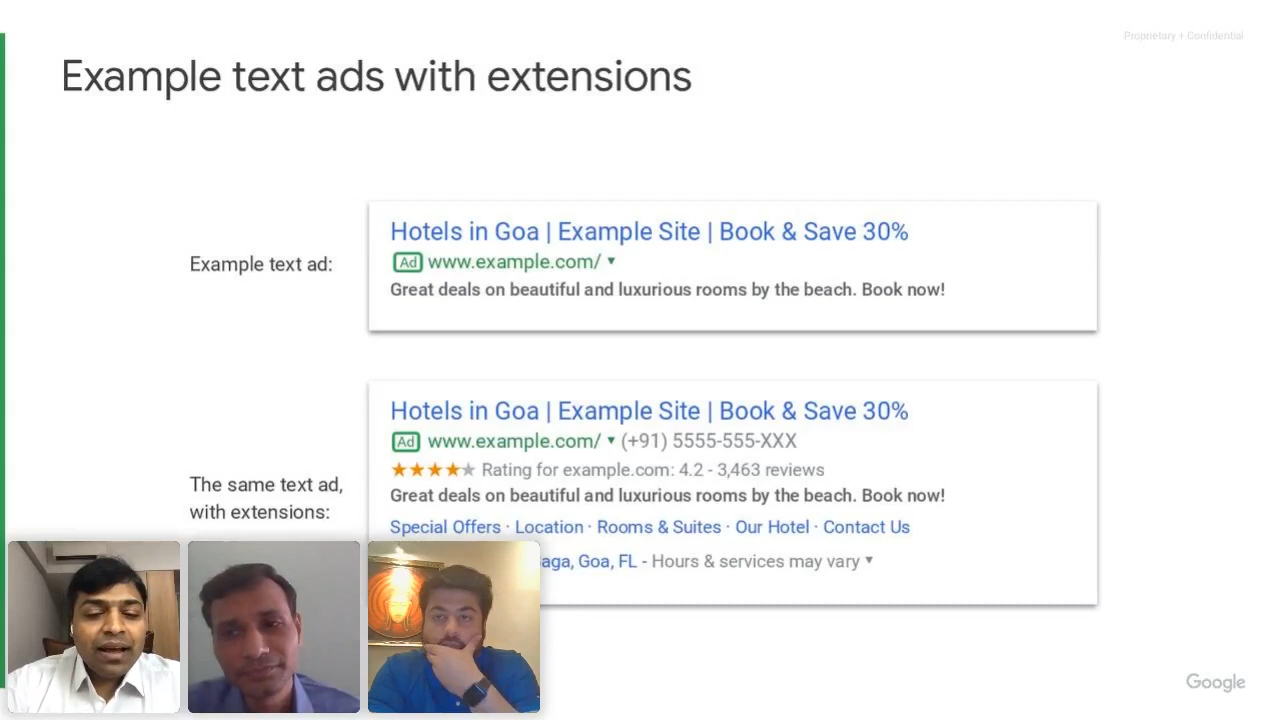 Proprietary + Confidential
Example text ads with extensions
Example text ad:
Hotels in Goa | Example Site | Book & Save 30%
Ad www.example.com/ ▾
Great deals on beautiful and luxurious rooms by the beach. Book now!
The same text ad,
with extensions:
Hotels in Goa | Example Site | Book & Save 30%
Ad www.example.com/ ▾ (+91) 5555-555-XXX
★★★★★ Rating for example.com: 4.2 - 3,463 reviews
Great deals on beautiful and luxurious rooms by the beach. Book now!
Special Offers · Location · Rooms & Suites · Our Hotel · Contact Us
Goa, FL - Hours & services may vary ▾
Google